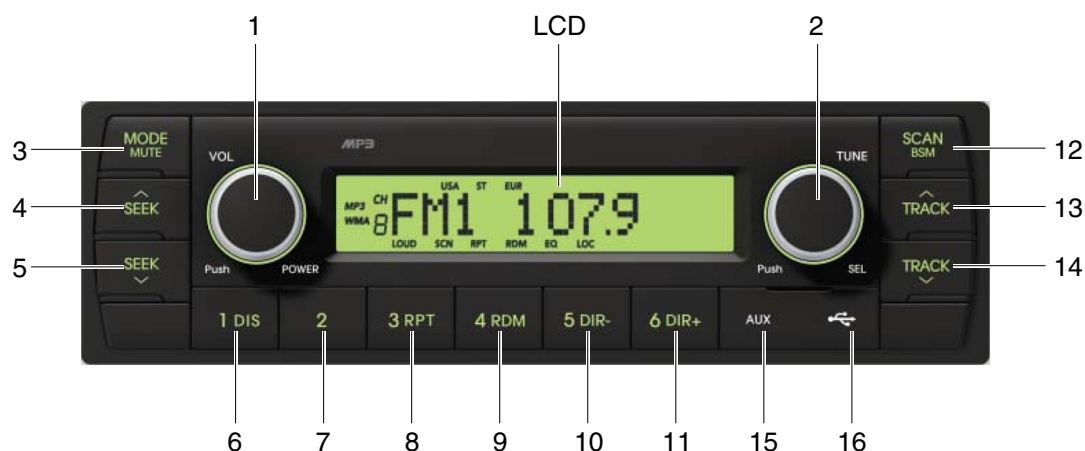 1 LCD 2
MP3
3 MODE MUTE VOL TUNE SCAN BSM 12
USA ST EUR
4 SEEK MP3 WMA CH 8 FM1 107.9 TRACK 13
LOUD SCN RPT RDM EQ LOC
5 SEEK Push POWER Push SEL TRACK 14
1 DIS 2 3 RPT 4 RDM 5 DIR- 6 DIR+ AUX
6 7 8 9 10 11 15 16